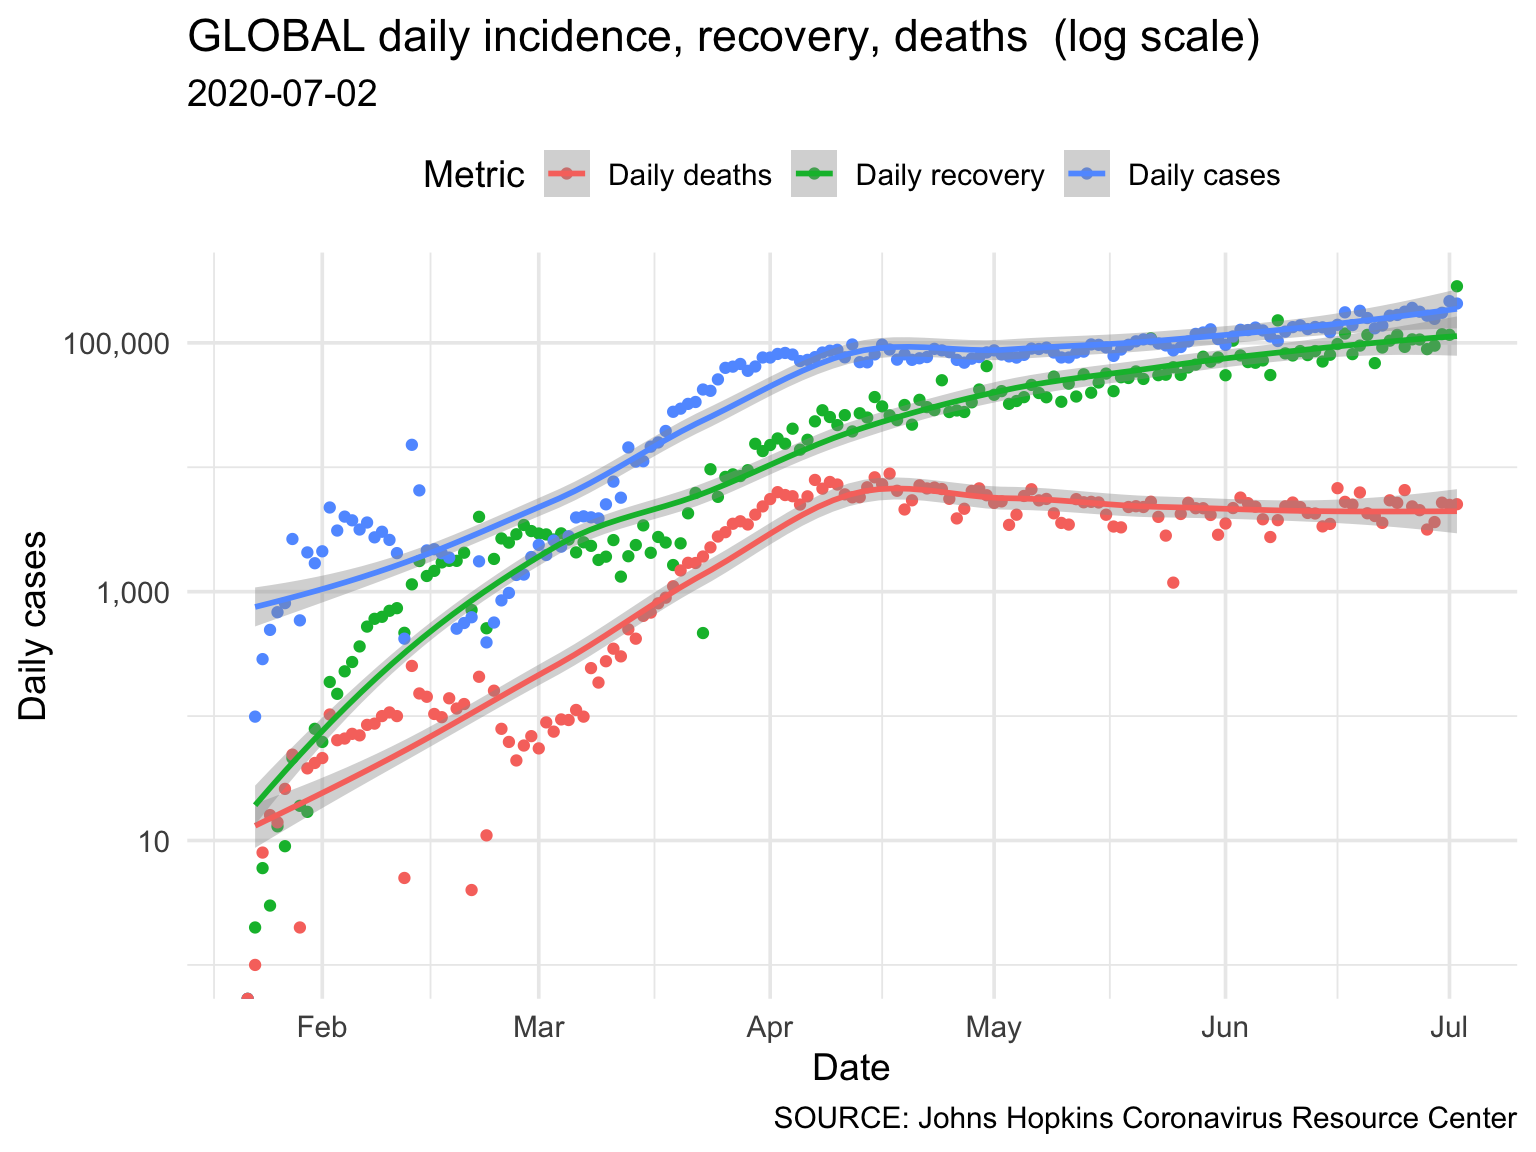 GLOBAL daily incidence, recovery, deaths  (log scale)
2020-07-02
Metric Daily deaths Daily recovery Daily cases
Daily cases
100,000
1,000
10
Feb Mar Apr May Jun Jul
Date
SOURCE: Johns Hopkins Coronavirus Resource Center